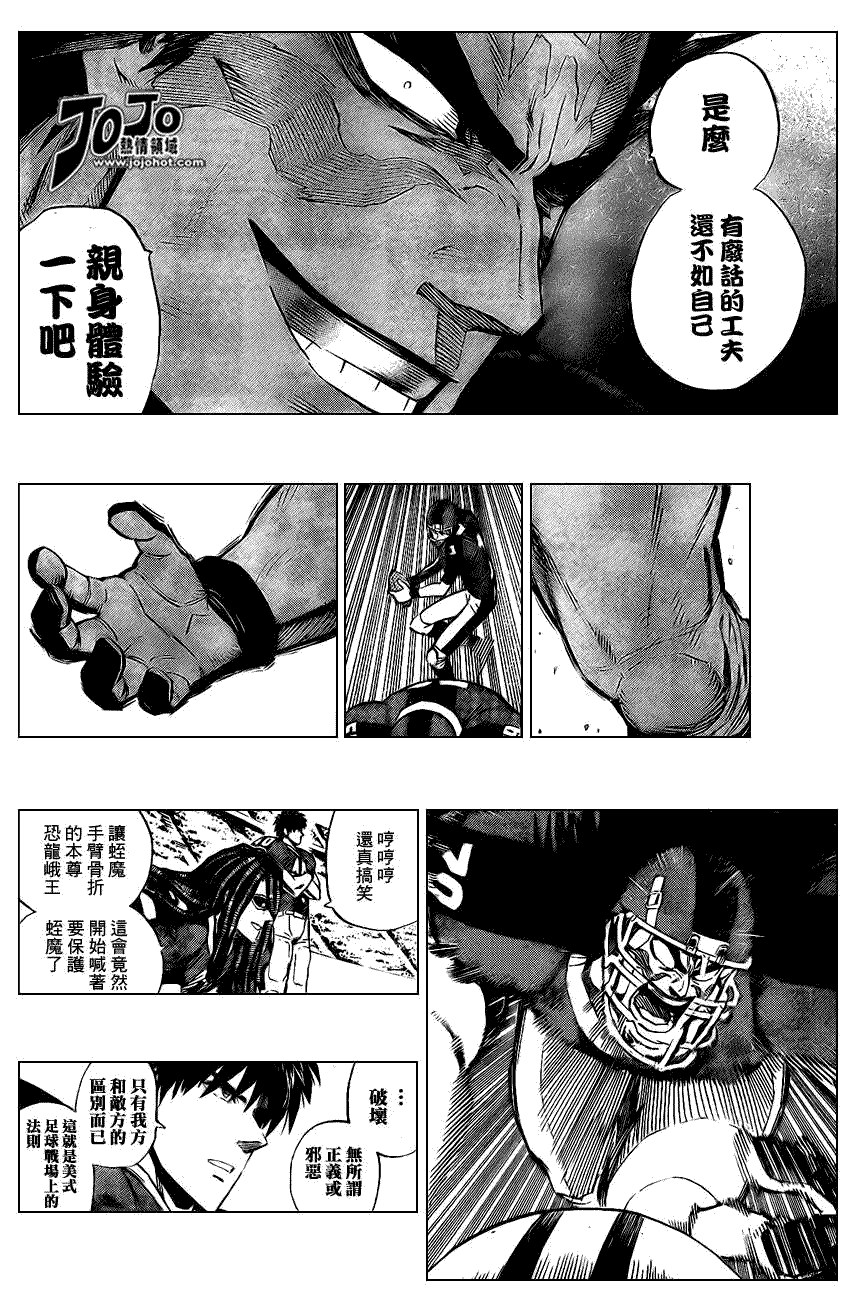 是麼
有廢話的工夫
還不如自己
親身體驗
一下吧
JOJO
熱情領域
www.jojohot.com
1
哼哼哼
還真搞笑
讓蛭魔
手臂骨折
的本尊
恐龍峨王
這會竟然
開始喊著
要保護
蛭魔了
…
破壞
無所謂
正義或
邪惡
只有我方
和敵方的
區別而已
這就是美式
足球戰場上的
法則